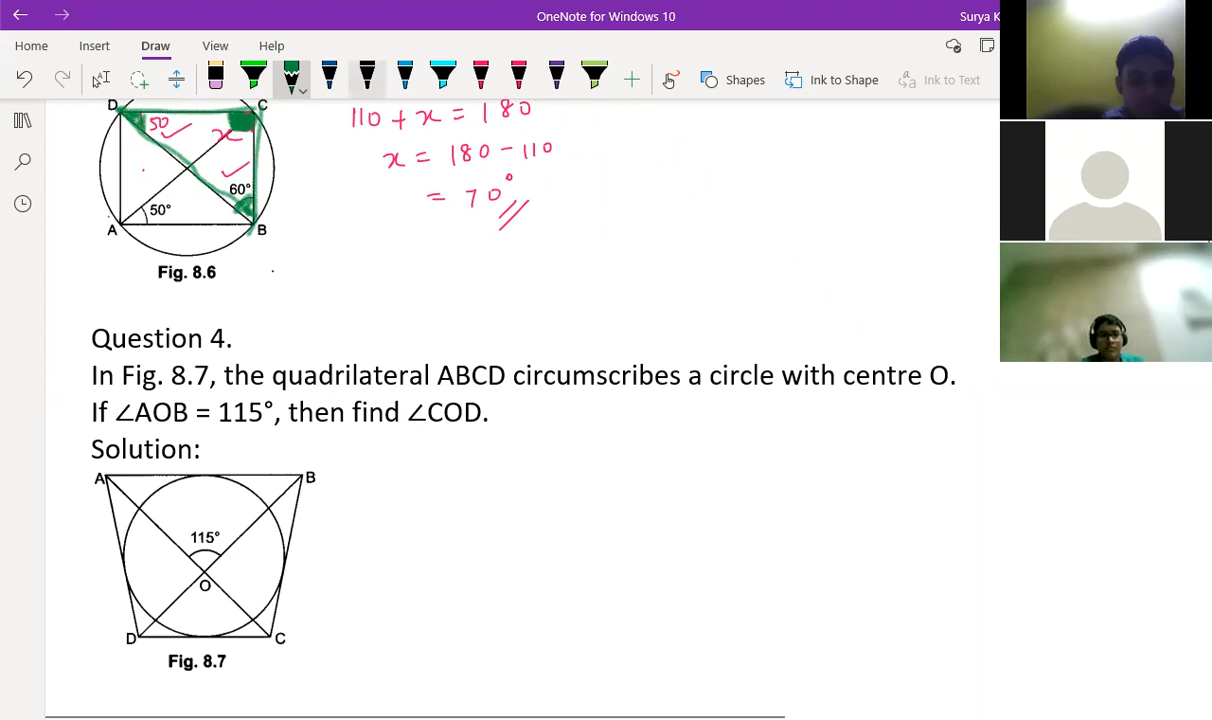 OneNote for Windows 10
Surya K
Home Insert Draw View Help
Shapes Ink to Shape Ink to Text
D C
50 x
60°
50°
A B
Fig. 8.6
110 + x = 180
x = 180 - 110
= 70°
Question 4.
In Fig. 8.7, the quadrilateral ABCD circumscribes a circle with centre O.
If ∠AOB = 115°, then find ∠COD.
Solution:
A B
115°
O
D C
Fig. 8.7